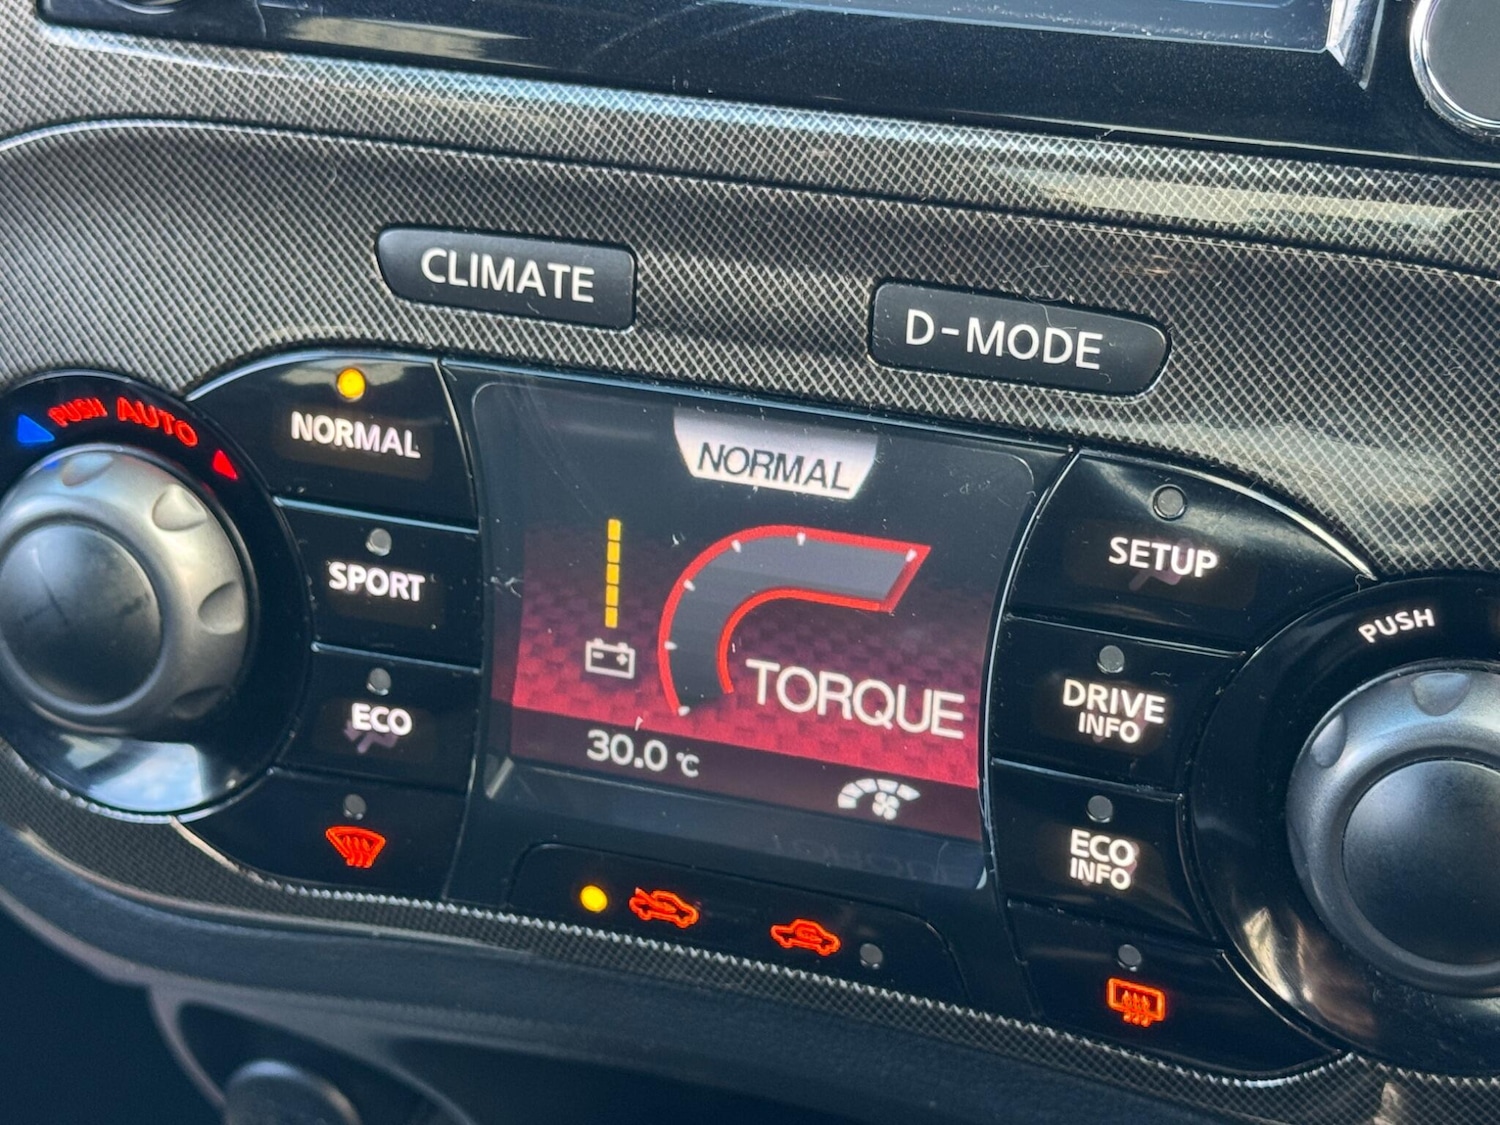 CLIMATE
D-MODE
PUSH AUTO
NORMAL
SPORT
ECO
NORMAL
TORQUE
30.0 ℃
SETUP
DRIVE
INFO
ECO
INFO
PUSH